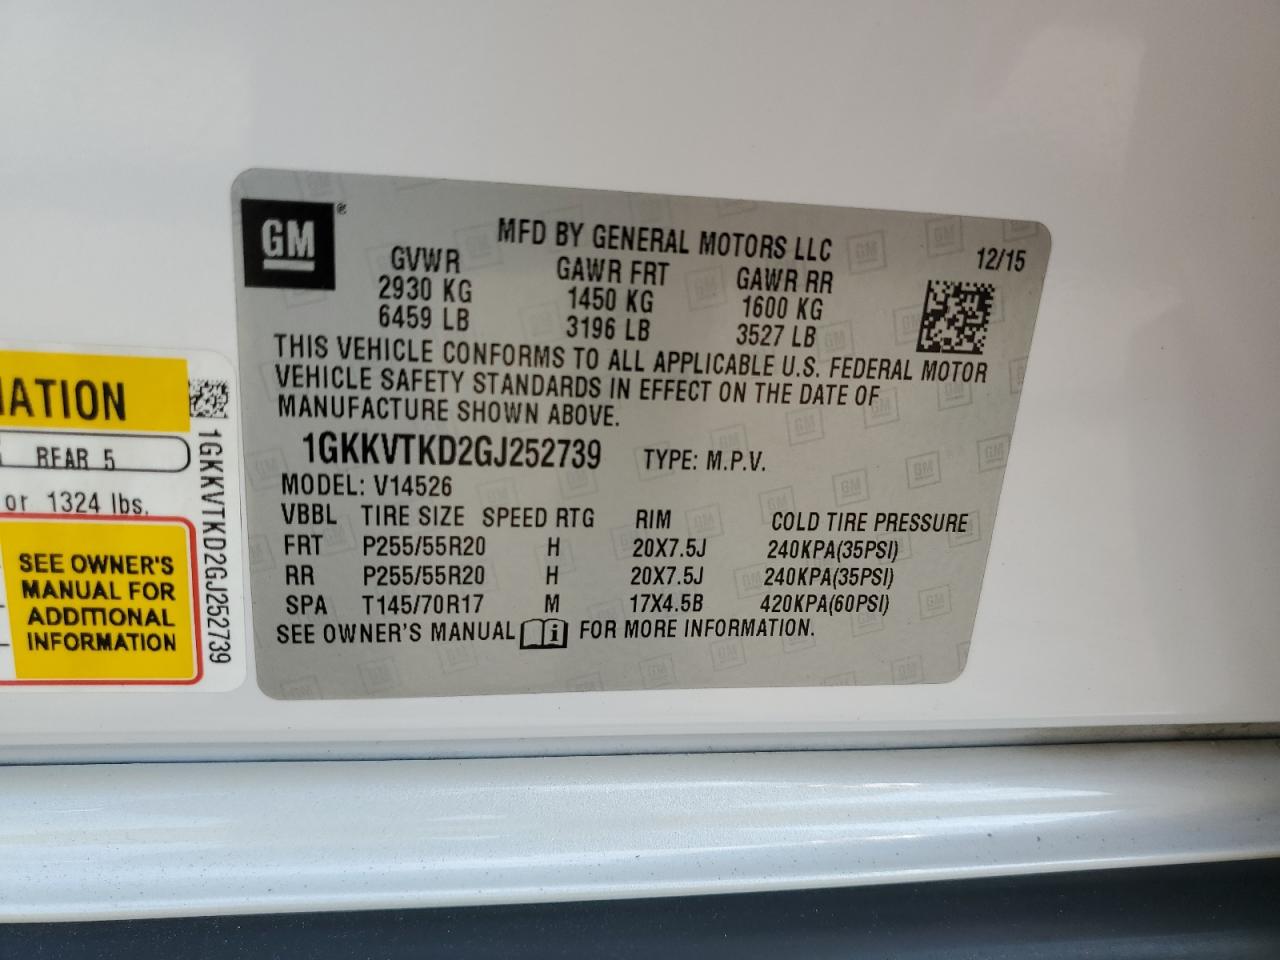 GM
®
MFD BY GENERAL MOTORS LLC
12/15
GVWR GAWR FRT GAWR RR
2930 KG 1450 KG 1600 KG
6459 LB 3196 LB 3527 LB
THIS VEHICLE CONFORMS TO ALL APPLICABLE U.S. FEDERAL MOTOR
VEHICLE SAFETY STANDARDS IN EFFECT ON THE DATE OF
MANUFACTURE SHOWN ABOVE.
1GKKVTKD2GJ252739 TYPE: M.P.V.
MODEL: V14526
VBBL TIRE SIZE SPEED RTG RIM COLD TIRE PRESSURE
FRT P255/55R20 H 20X7.5J 240KPA(35PSI)
RR P255/55R20 H 20X7.5J 240KPA(35PSI)
SPA T145/70R17 M 17X4.5B 420KPA(60PSI)
SEE OWNER'S MANUAL i FOR MORE INFORMATION.
REAR 5
or 1324 lbs.
SEE OWNER'S
MANUAL FOR
ADDITIONAL
INFORMATION
1GKKVTKD2GJ252739